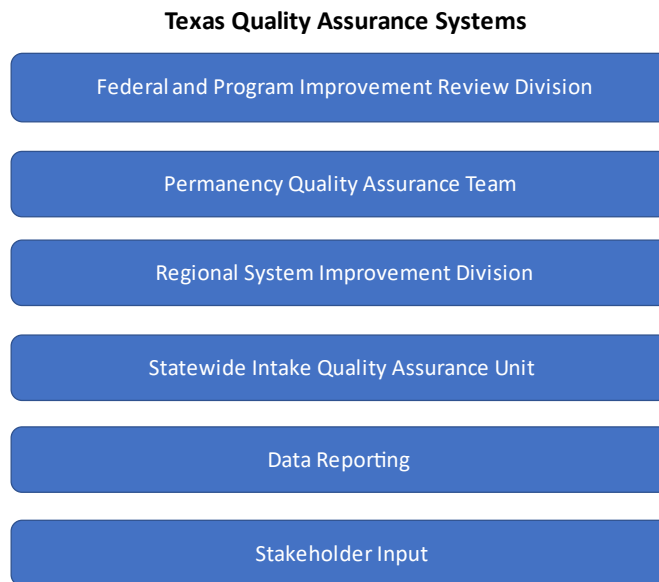 Texas Quality Assurance Systems
Federal and Program Improvement Review Division
Permanency Quality Assurance Team
Regional System Improvement Division
Statewide Intake Quality Assurance Unit
Data Reporting
Stakeholder Input